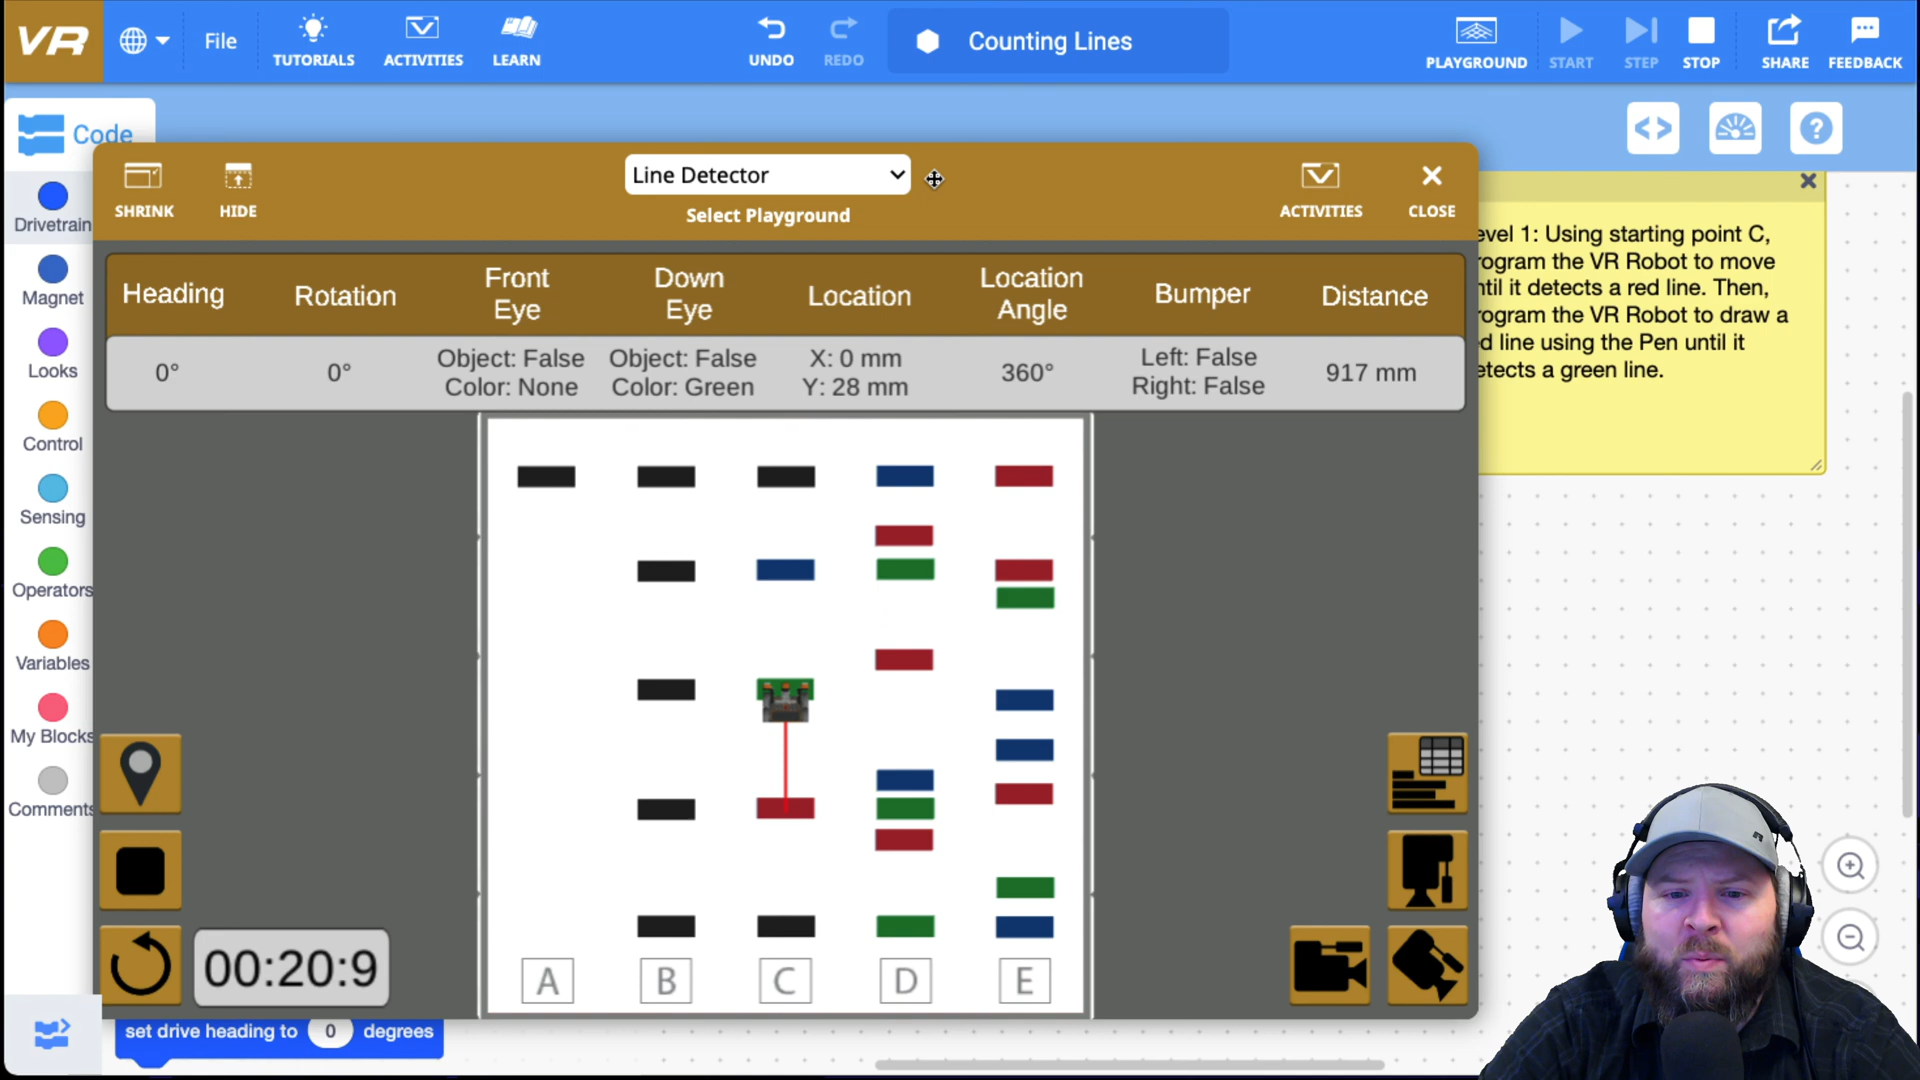 VR
File
TUTORIALS
ACTIVITIES
LEARN
UNDO
REDO
Counting Lines
PLAYGROUND
START
STEP
STOP
SHARE
FEEDBACK
Code
SHRINK
HIDE
Line Detector
Select Playground
ACTIVITIES
CLOSE
Drivetrain
Magnet
Looks
Control
Sensing
Operators
Variables
My Blocks
Comments
Heading
Rotation
Front
Eye
Down
Eye
Location
Location
Angle
Bumper
Distance
0°
0°
Object: False
Color: None
Object: False
Color: Green
X: 0 mm
Y: 28 mm
360°
Left: False
Right: False
917 mm
evel 1: Using starting point C,
rogram the VR Robot to move
ntil it detects a red line. Then,
rogram the VR Robot to draw a
d line using the Pen until it
etects a green line.
A
B
C
D
E
00:20:9
set drive heading to 0 degrees